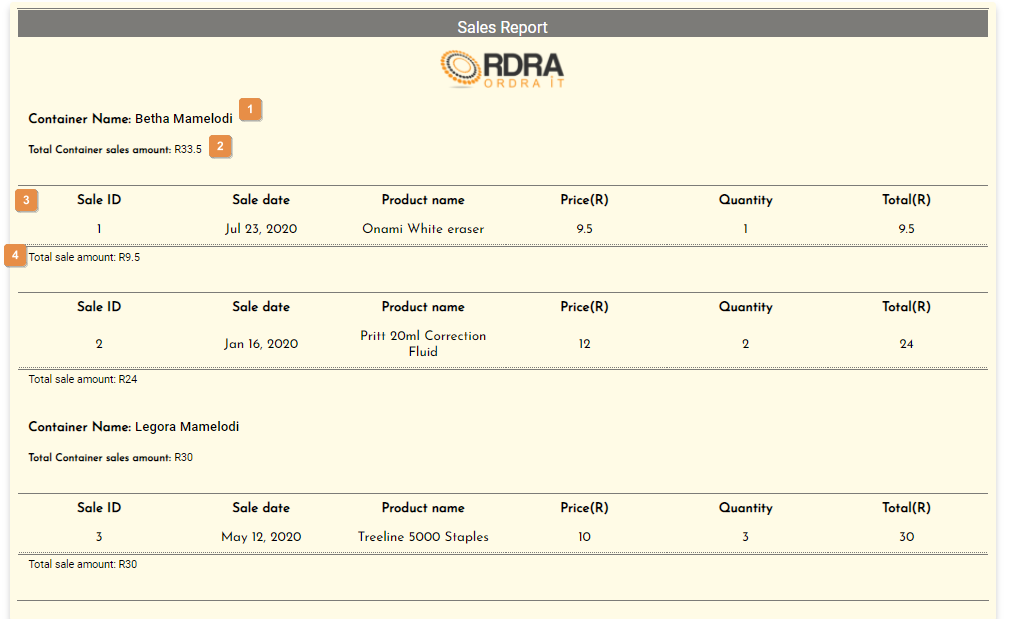 Sales Report
RDRA
ORDRA IT
Container Name: Betha Mamelodi 1
Total Container sales amount: R33.5 2
3 Sale ID Sale date Product name Price(R) Quantity Total(R)
1 Jul 23, 2020 Onami White eraser 9.5 1 9.5
4 Total sale amount: R9.5
Sale ID Sale date Product name Price(R) Quantity Total(R)
2 Jan 16, 2020 Pritt 20ml Correction 12 2 24
Fluid
Total sale amount: R24
Container Name: Legora Mamelodi
Total Container sales amount: R30
Sale ID Sale date Product name Price(R) Quantity Total(R)
3 May 12, 2020 Treeline 5000 Staples 10 3 30
Total sale amount: R30